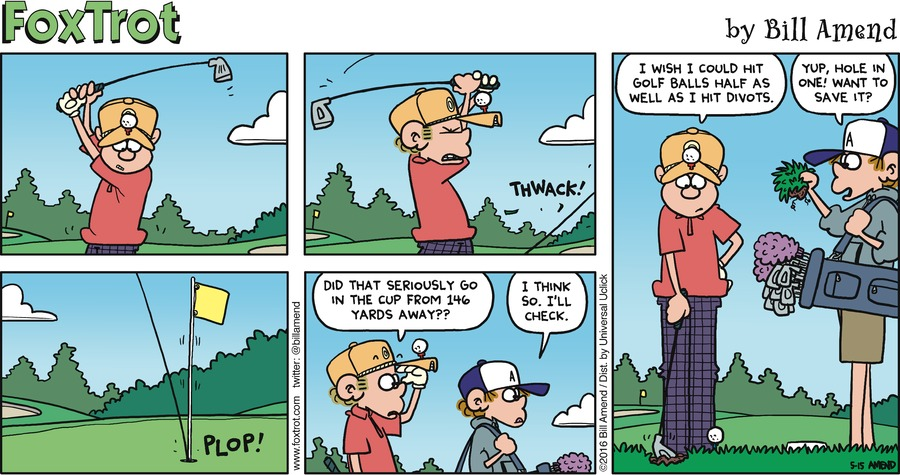 FOXTROT
by Bill Amend
THWACK!
PLOP!
www.foxtrot.com twitter: @billamend
DID THAT SERIOUSLY GO
IN THE CUP FROM 146
YARDS AWAY??
I THINK
SO. I'LL
CHECK.
A
©2016 Bill Amend / Dist. by Universal Uclick
I WISH I COULD HIT
GOLF BALLS HALF AS
WELL AS I HIT DIVOTS.
YUP, HOLE IN
ONE! WANT TO
SAVE IT?
A
5-15 AMEND